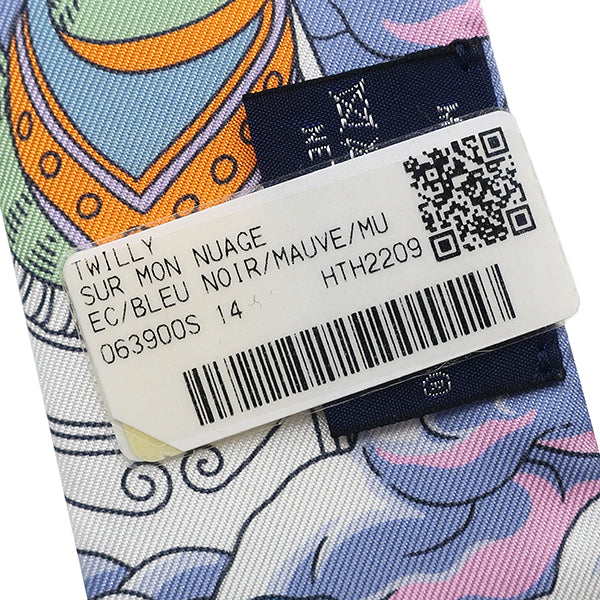 TWILLY
SUR MON NUAGE
EC/BLEU NOIR/MAUVE/MU
063900S 14 HTH2209